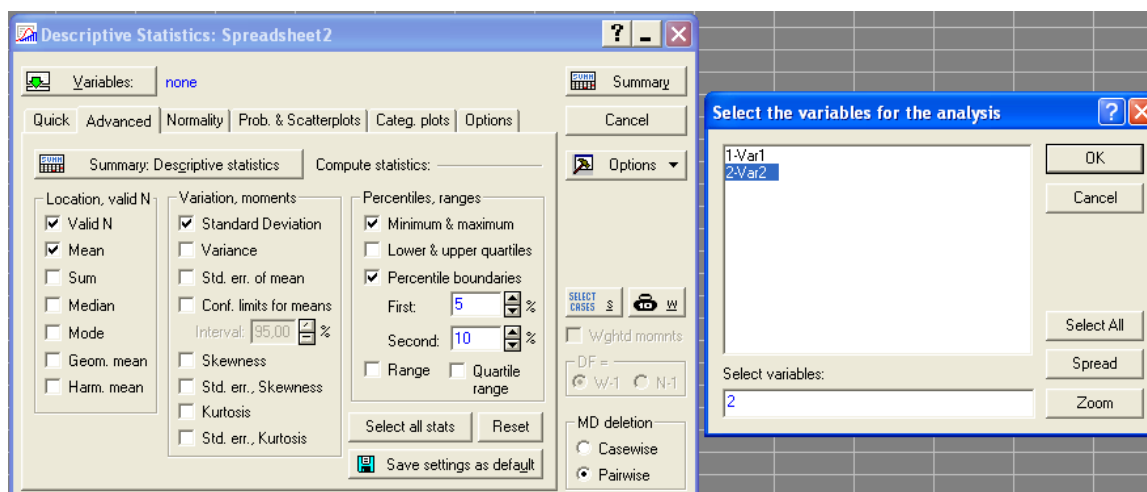 Descriptive Statistics: Spreadsheet2
Variables: none
Summary
Quick Advanced Normality Prob. & Scatterplots Categ. plots Options
Cancel
Summary: Descriptive statistics Compute statistics:
Options
Location, valid N
Valid N
Mean
Sum
Median
Mode
Geom. mean
Harm. mean
Variation, moments
Standard Deviation
Variance
Std. err. of mean
Conf. limits for means
Interval: 95,00 %
Skewness
Std. err., Skewness
Kurtosis
Std. err., Kurtosis
Percentiles, ranges
Minimum & maximum
Lower & upper quartiles
Percentile boundaries
First: 5 %
Second: 10 %
Range Quartile
range
Select all stats Reset
Save settings as default
SELECT
CASES S W
Wghtd momnts
DF =
W-1 N-1
MD deletion
Casewise
Pairwise
Select the variables for the analysis
1-Var1
2-Var2
OK
Cancel
Select All
Spread
Zoom
Select variables:
2